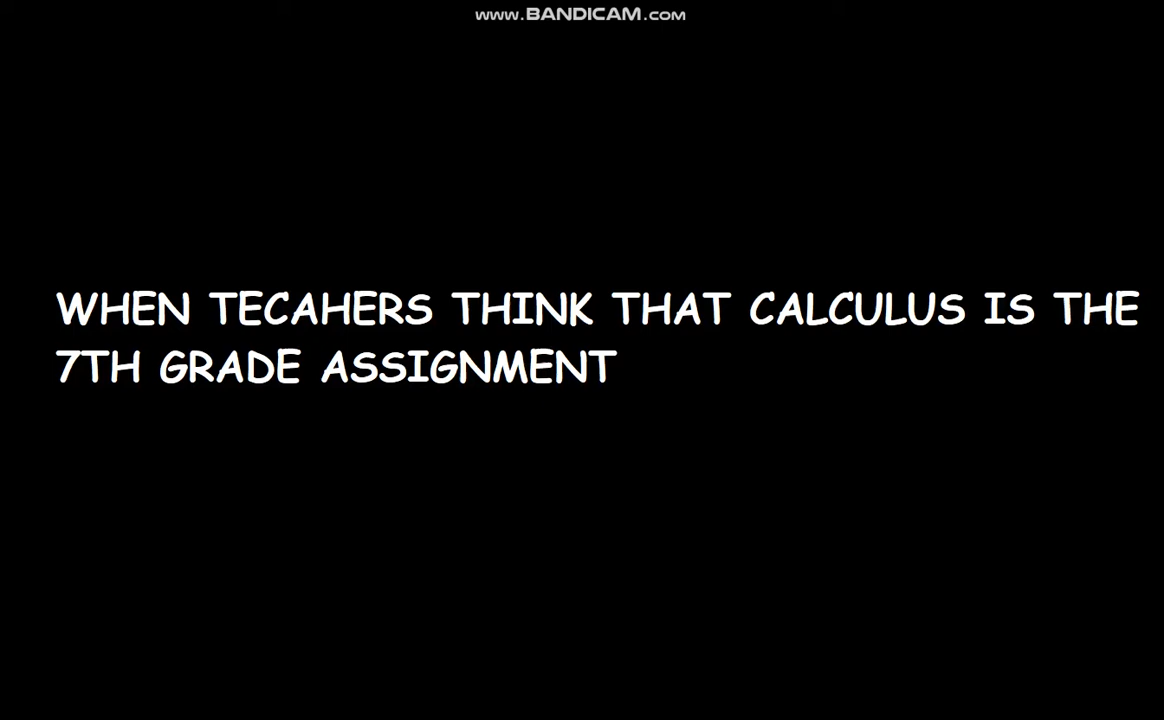 www.BANDICAM.com
WHEN TECAHERS THINK THAT CALCULUS IS THE
7TH GRADE ASSIGNMENT